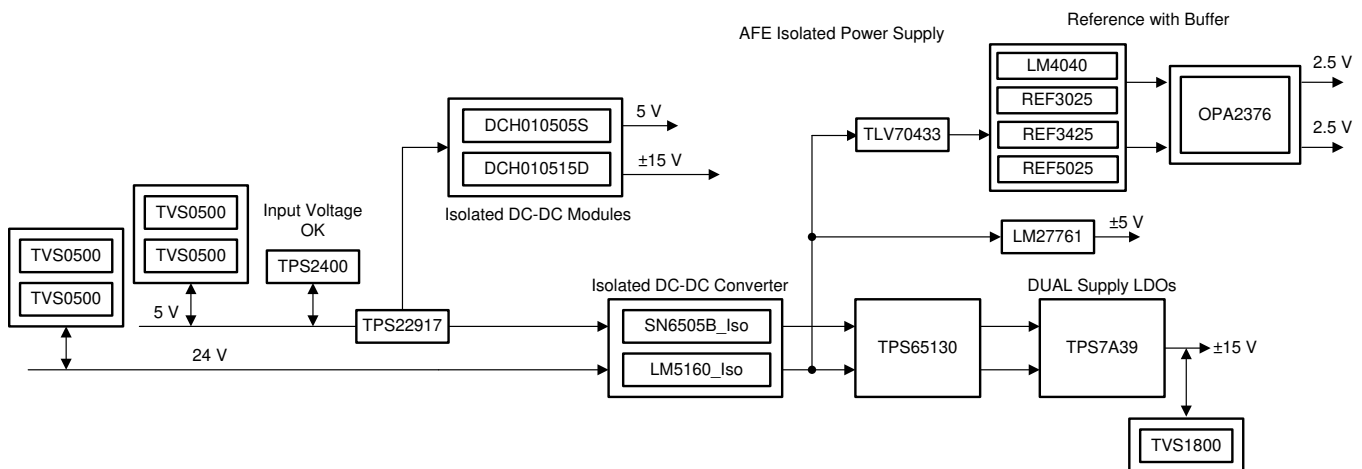 Reference with Buffer
AFE Isolated Power Supply
LM4040
REF3025
REF3425
REF5025
2.5 V
OPA2376
2.5 V
TLV70433
DCH010505S
DCH010515D
5 V
±15 V
Isolated DC-DC Modules
TVS0500
TVS0500
Input Voltage
OK
TPS2400
TVS0500
TVS0500
5 V
TPS22917
24 V
LM27761
±5 V
Isolated DC-DC Converter
SN6505B_Iso
LM5160_Iso
TPS65130
DUAL Supply LDOs
TPS7A39
±15 V
TVS1800